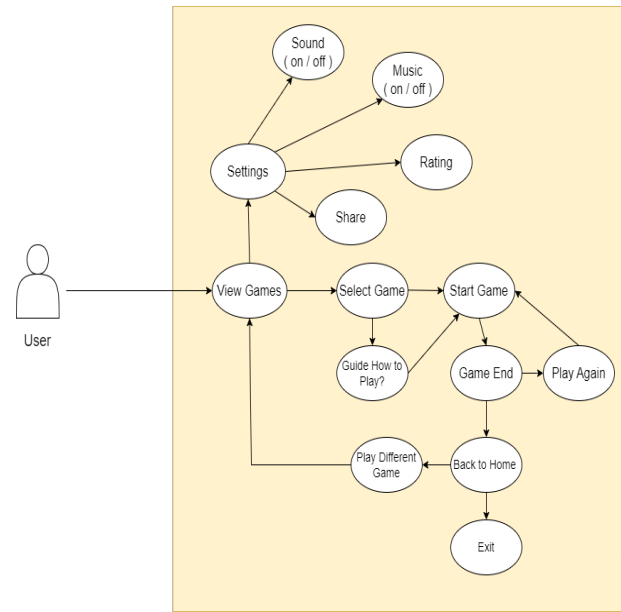 Sound
( on / off )
Music
( on / off )
Settings
Rating
Share
User
View Games
Select Game
Start Game
Guide How to
Play?
Game End
Play Again
Play Different
Game
Back to Home
Exit